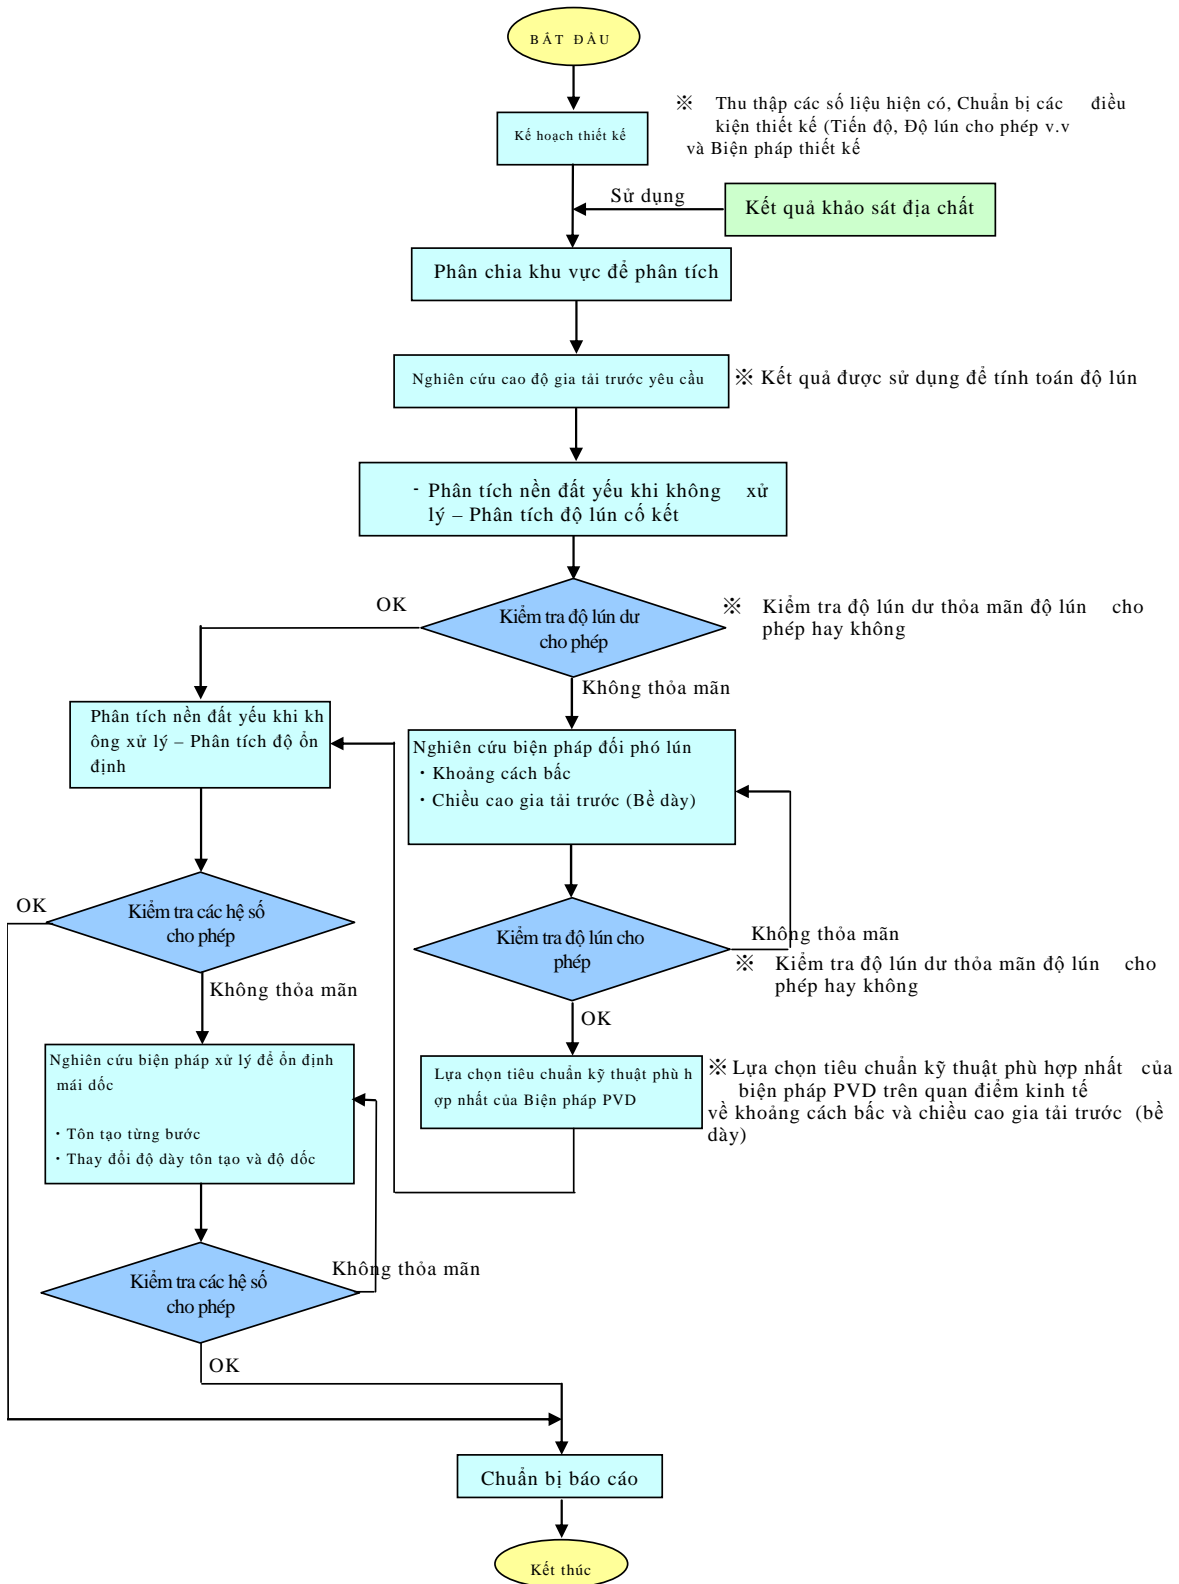 BẮT ĐẦU
※ Thu thập các số liệu hiện có, Chuẩn bị các điều
kiện thiết kế (Tiến độ, Độ lún cho phép v.v
và Biện pháp thiết kế
Kế hoạch thiết kế
Sử dụng
Kết quả khảo sát địa chất
Phân chia khu vực để phân tích
Nghiên cứu cao độ gia tải trước yêu cầu
※ Kết quả được sử dụng để tính toán độ lún
- Phân tích nền đất yếu khi không xử
lý – Phân tích độ lún cố kết
OK
Kiểm tra độ lún dư
cho phép
※ Kiểm tra độ lún dư thỏa mãn độ lún cho
phép hay không
Không thỏa mãn
Phân tích nền đất yếu khi kh
ông xử lý – Phân tích độ ổn
định
Nghiên cứu biện pháp đối phó lún
・Khoảng cách bấc
・Chiều cao gia tải trước (Bề dày)
OK
Kiểm tra các hệ số
cho phép
Kiểm tra độ lún cho
phép
Không thỏa mãn
※ Kiểm tra độ lún dư thỏa mãn độ lún cho
phép hay không
Không thỏa mãn
OK
Nghiên cứu biện pháp xử lý để ổn định
mái dốc
・Tôn tạo từng bước
・Thay đổi độ dày tôn tạo và độ dốc
Lựa chọn tiêu chuẩn kỹ thuật phù h
ợp nhất của Biện pháp PVD
※ Lựa chọn tiêu chuẩn kỹ thuật phù hợp nhất của
biện pháp PVD trên quan điểm kinh tế
về khoảng cách bấc và chiều cao gia tải trước (bề
dày)
Kiểm tra các hệ số
cho phép
Không thỏa mãn
OK
Chuẩn bị báo cáo
Kết thúc